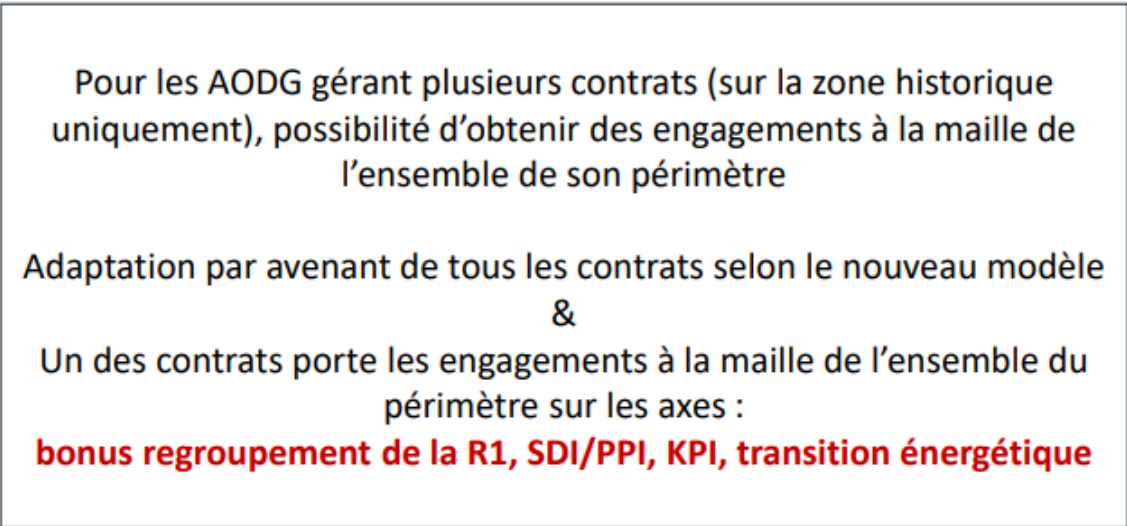 Pour les AODG gérant plusieurs contrats (sur la zone historique
uniquement), possibilité d’obtenir des engagements à la maille de
l’ensemble de son périmètre
Adaptation par avenant de tous les contrats selon le nouveau modèle
&
Un des contrats porte les engagements à la maille de l’ensemble du
périmètre sur les axes :
bonus regroupement de la R1, SDI/PPI, KPI, transition énergétique